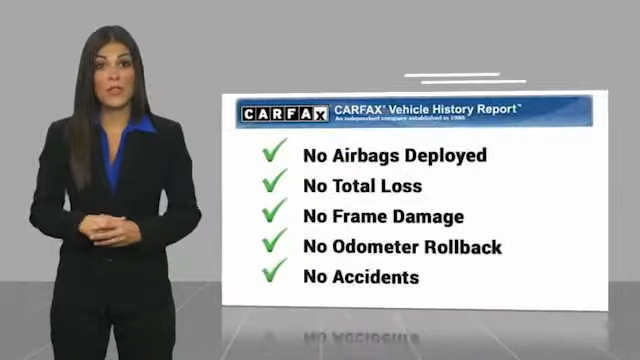 CARFAX CARFAX Vehicle History Report™
An independent company established in 1986
No Airbags Deployed
No Total Loss
No Frame Damage
No Odometer Rollback
No Accidents